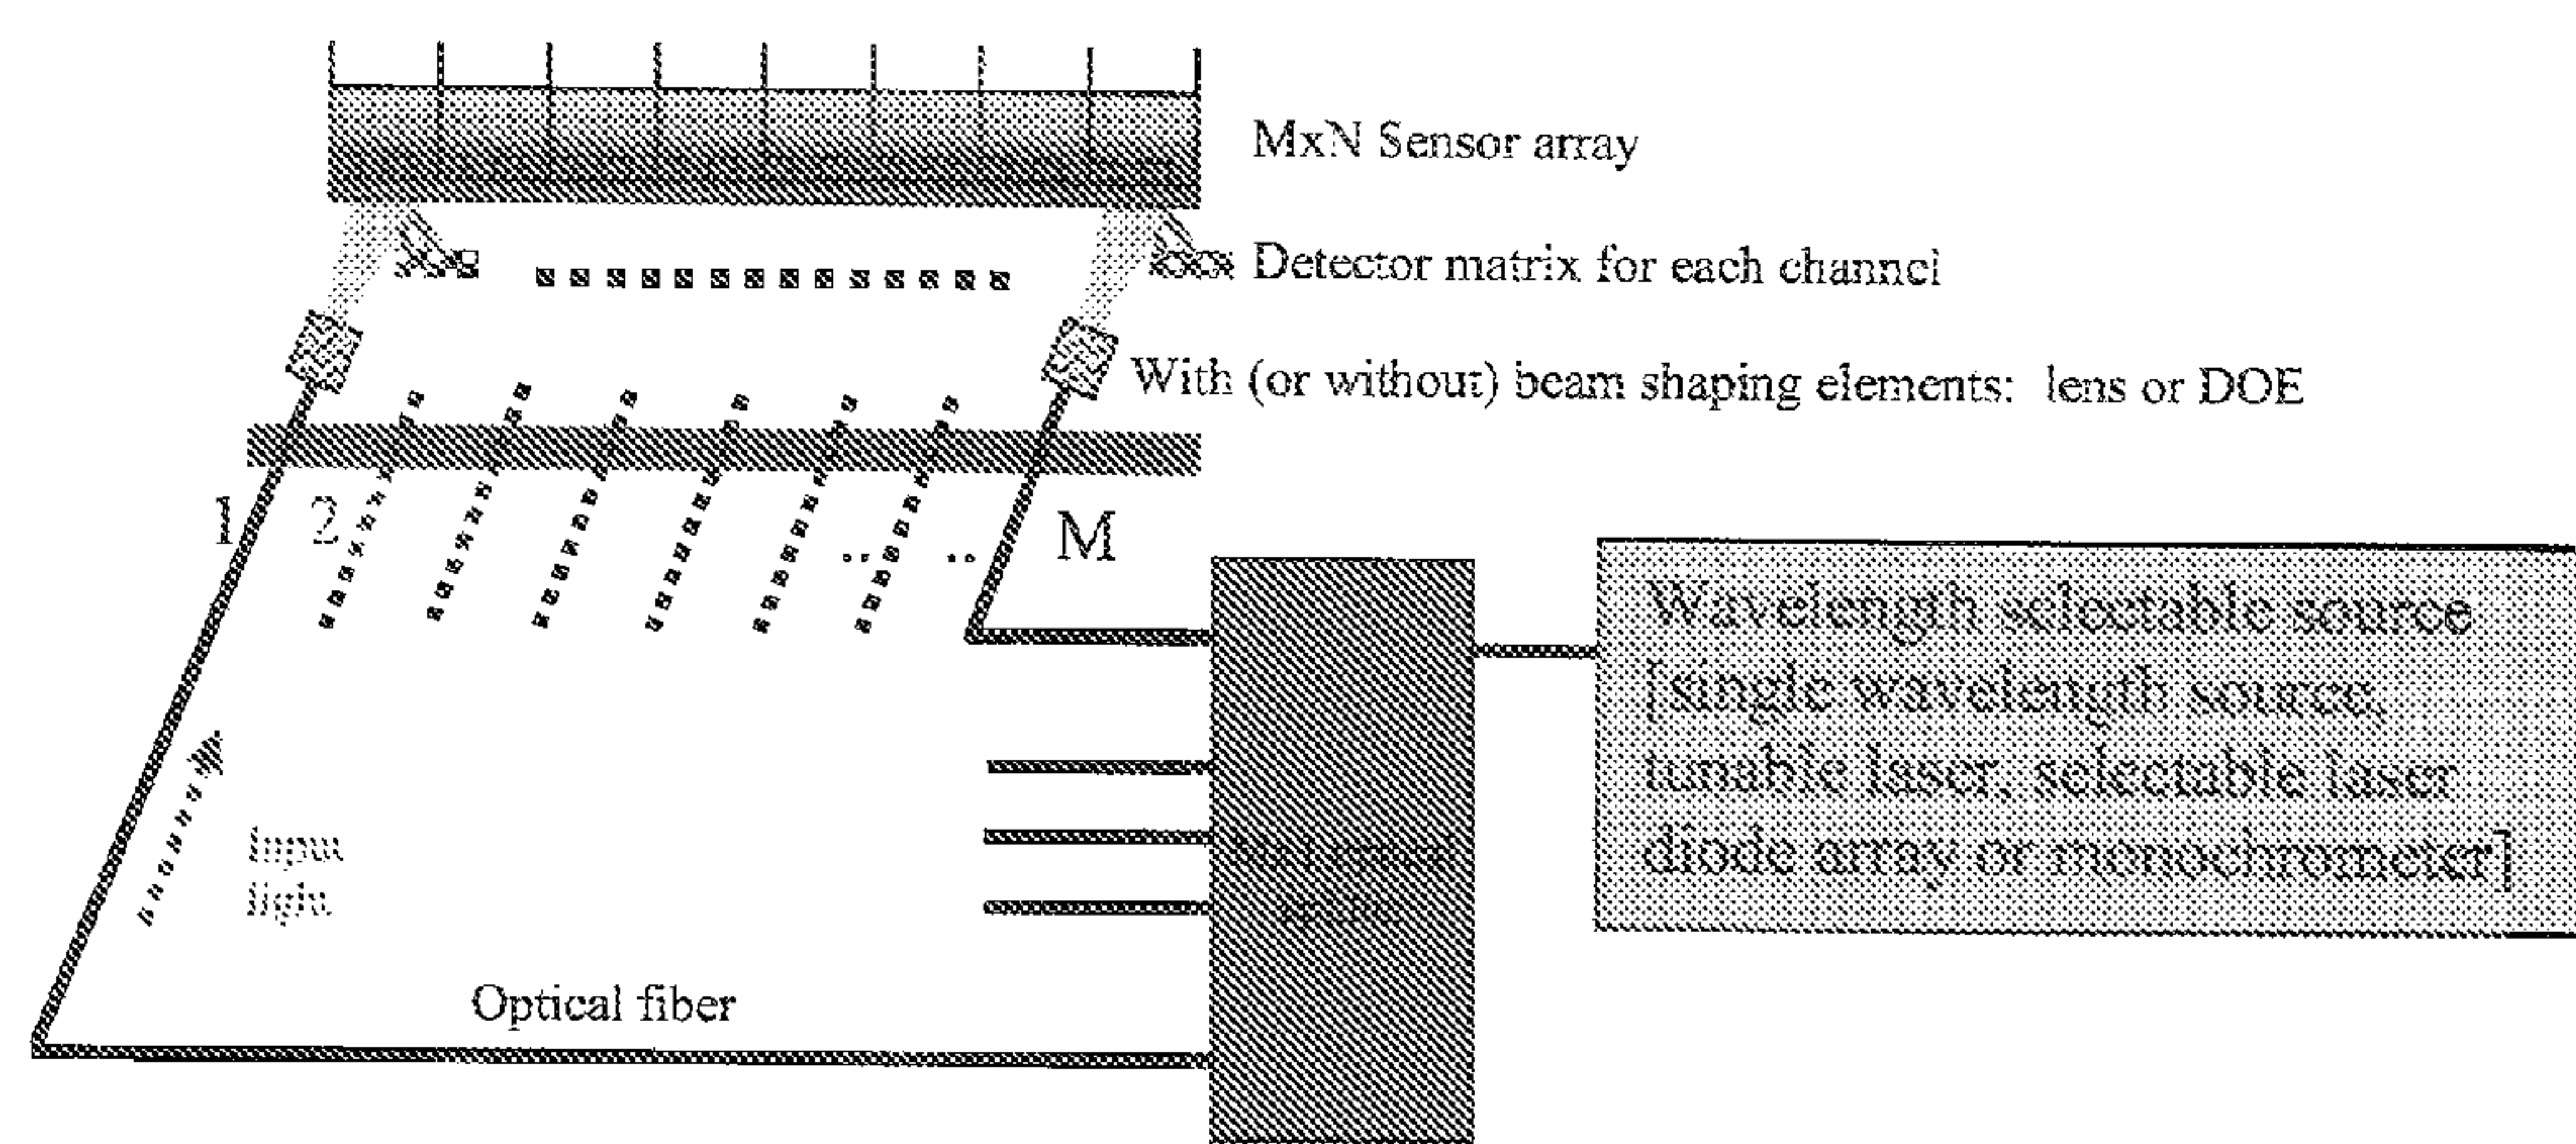 MxN Sensor array
Detector matrix for each channel
With (or without) beam shaping elements: lens or DOE
1 2 .. .. M
Wavelength selectable source
[single wavelength source,
tunable laser, selectable laser
diode array or monochrometer]
Input
light
Optical fiber